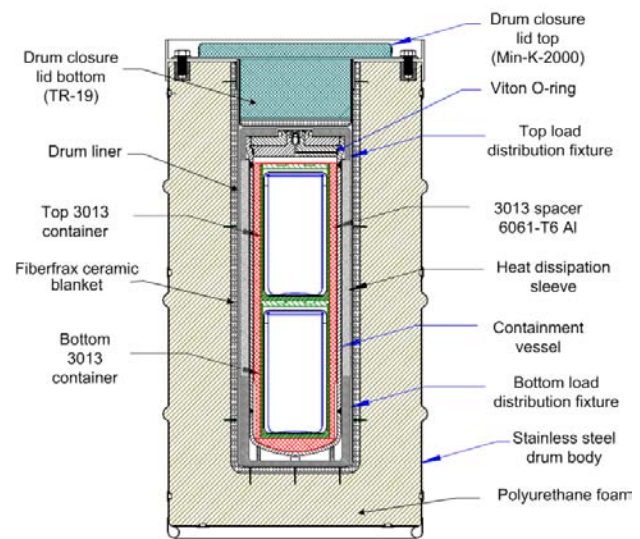 Drum closure
lid top
(Min-K-2000)
Drum closure
lid bottom
(TR-19)
Viton O-ring
Top load
distribution fixture
Drum liner
Top 3013
container
3013 spacer
6061-T6 Al
Fiberfrax ceramic
blanket
Heat dissipation
sleeve
Bottom
3013
container
Containment
vessel
Bottom load
distribution fixture
Stainless steel
drum body
Polyurethane foam